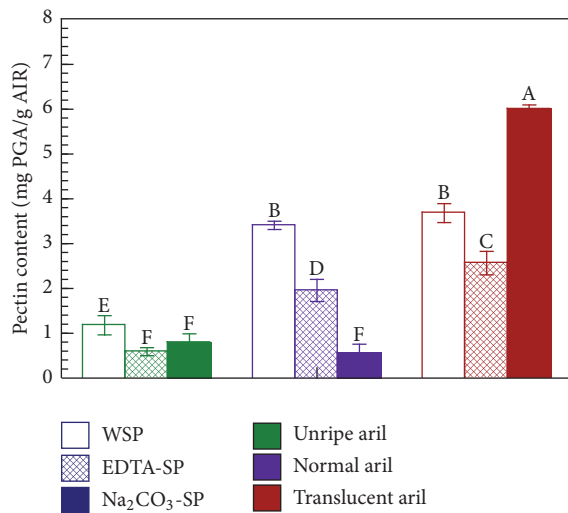 Pectin content (mg PGA/g AIR)
8
7
6
5
4
3
2
1
0
E
F
F
B
D
F
B
C
A
WSP
EDTA-SP
Na₂CO₃-SP
Unripe aril
Normal aril
Translucent aril